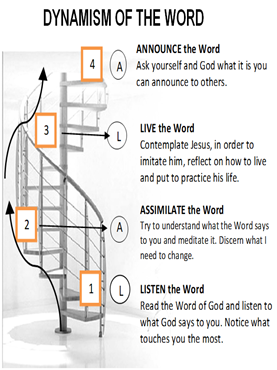 DYNAMISM OF THE WORD
4
A
ANNOUNCE the Word
Ask yourself and God what it is you
can announce to others.
3
L
LIVE the Word
Contemplate Jesus, in order to
imitate him, reflect on how to live
and put to practice his life.
2
A
ASSIMILATE the Word
Try to understand what the Word says
to you and meditate it. Discern what I
need to change.
1
L
LISTEN the Word
Read the Word of God and listen to
what God says to you. Notice what
touches you the most.